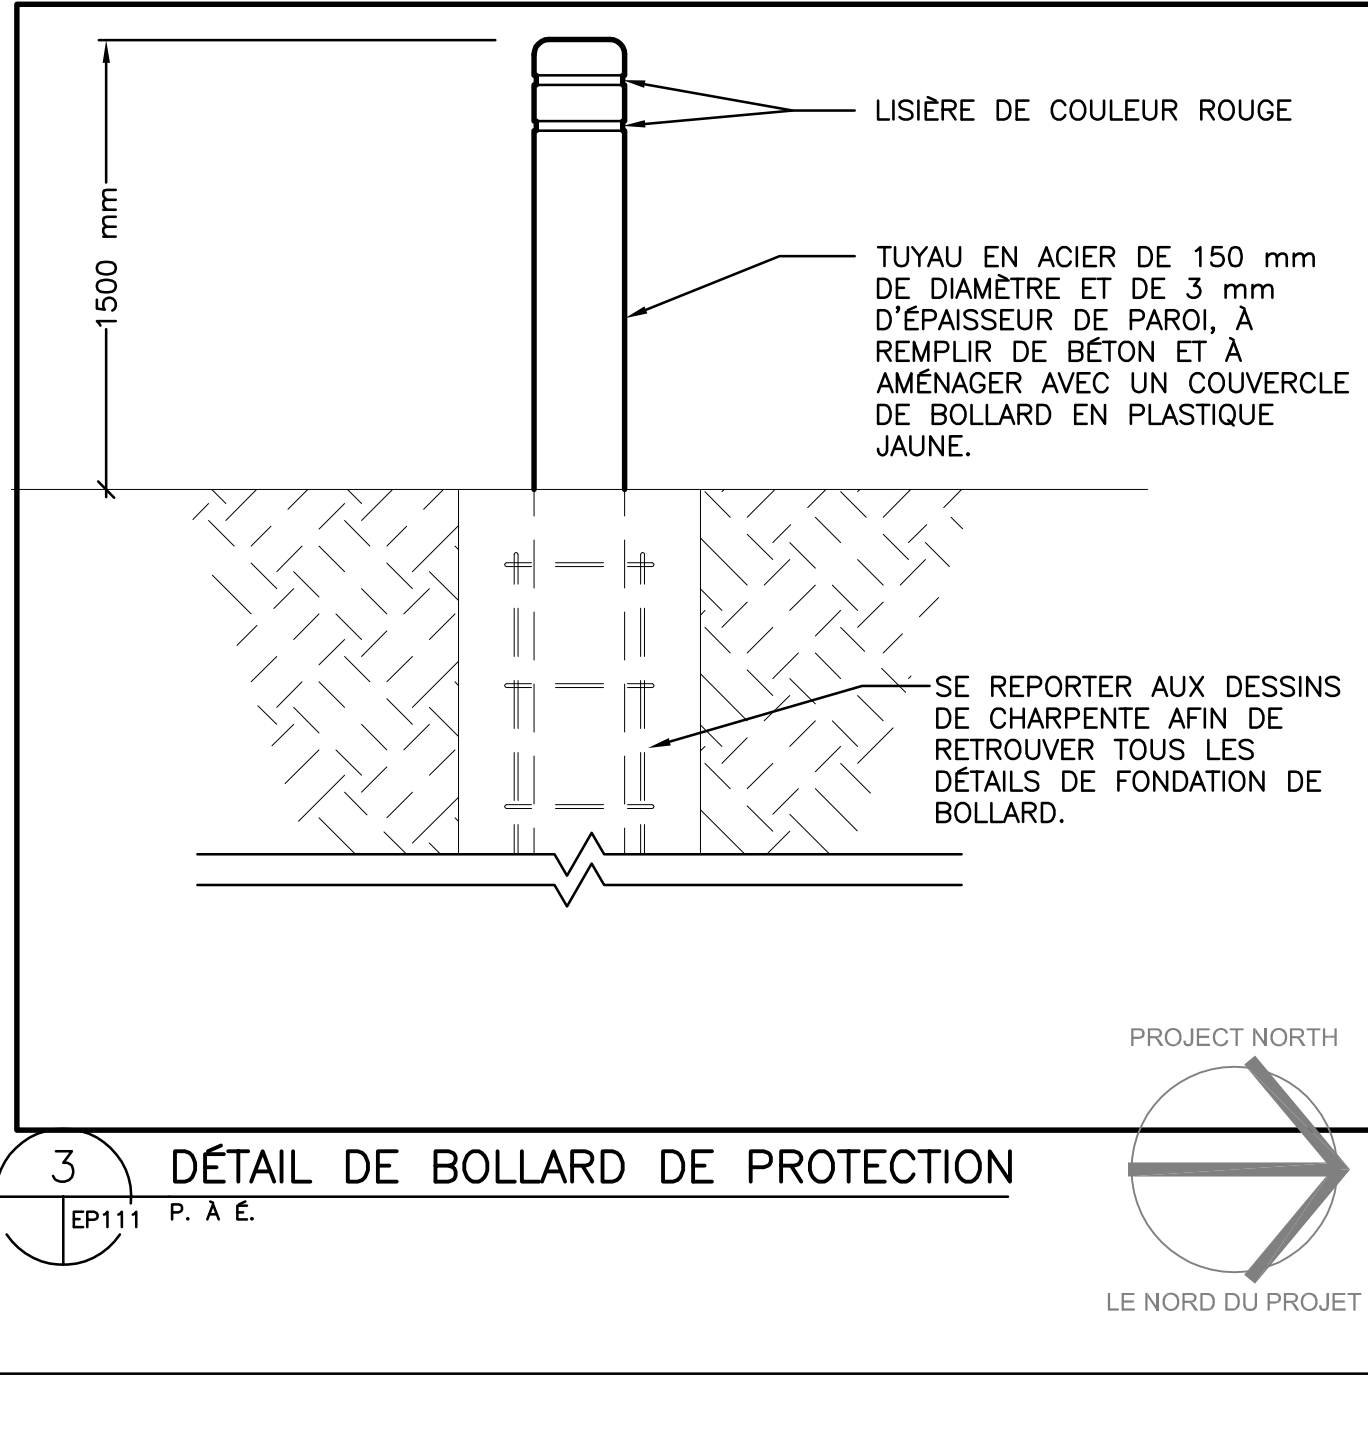 LISIÈRE DE COULEUR ROUGE
1500 mm
TUYAU EN ACIER DE 150 mm
DE DIAMÈTRE ET DE 3 mm
D'ÉPAISSEUR DE PAROI, À
REMPLIR DE BÉTON ET À
AMÉNAGER AVEC UN COUVERCLE
DE BOLLARD EN PLASTIQUE
JAUNE.
SE REPORTER AUX DESSINS
DE CHARPENTE AFIN DE
RETROUVER TOUS LES
DÉTAILS DE FONDATION DE
BOLLARD.
PROJECT NORTH
3
DÉTAIL DE BOLLARD DE PROTECTION
EP111
P. À É.
LE NORD DU PROJET